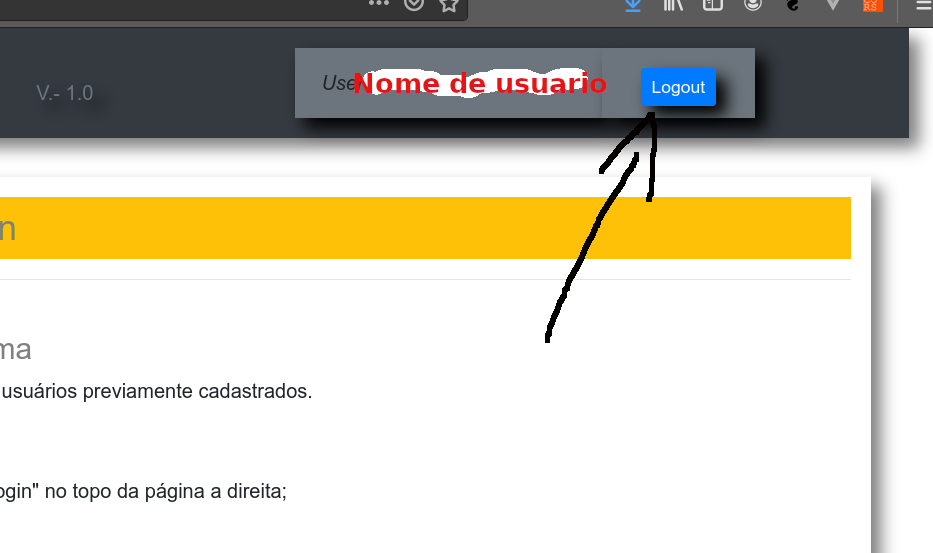 V.- 1.0
Use Nome de usuario
Logout
n
ma
usuários previamente cadastrados.
ogin" no topo da página a direita;